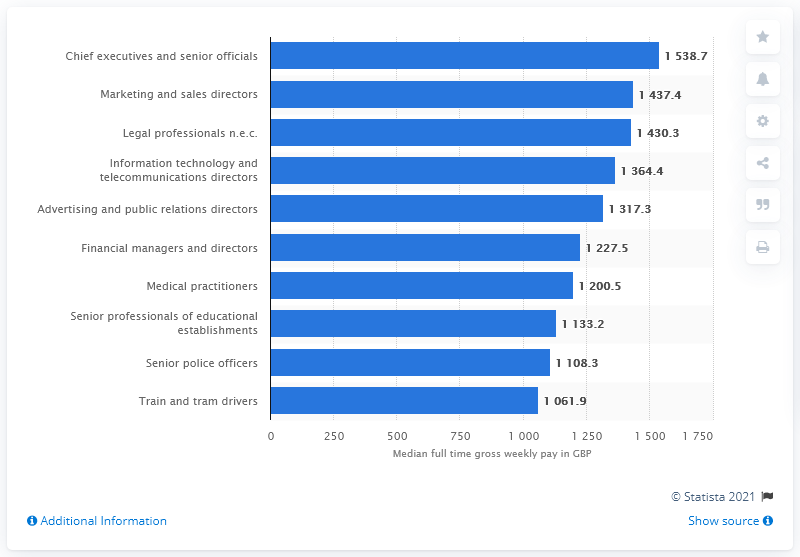 Chief executives and senior officials 1 538.7
Marketing and sales directors 1 437.4
Legal professionals n.e.c. 1 430.3
Information technology and
telecommunications directors 1 364.4
Advertising and public relations directors 1 317.3
Financial managers and directors 1 227.5
Medical practitioners 1 200.5
Senior professionals of educational
establishments 1 133.2
Senior police officers 1 108.3
Train and tram drivers 1 061.9
0 250 500 750 1 000 1 250 1 500 1 750
Median full time gross weekly pay in GBP
© Statista 2021
Additional Information
Show source